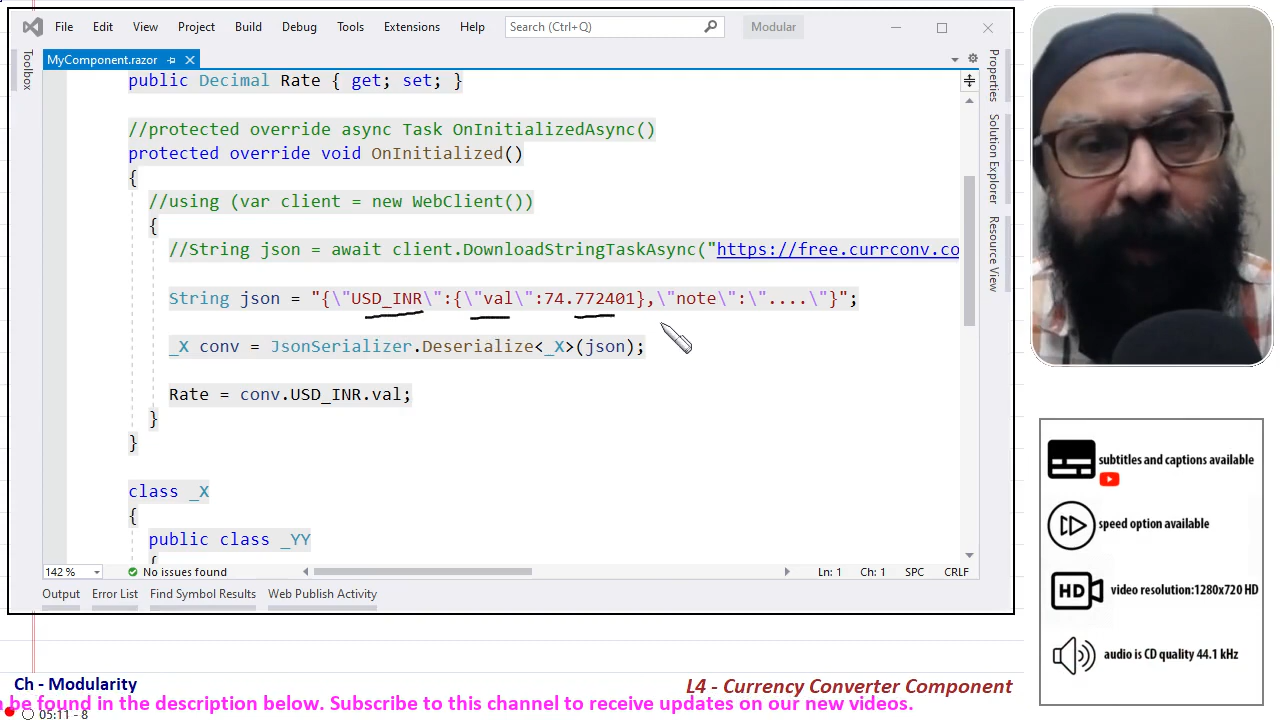 File Edit View Project Build Debug Tools Extensions Help Search (Ctrl+Q) Modular
MyComponent.razor
Toolbox
public Decimal Rate { get; set; }
//protected override async Task OnInitializedAsync()
protected override void OnInitialized()
{
//using (var client = new WebClient())
{
//String json = await client.DownloadStringTaskAsync("https://free.currconv.co
String json = "{\"USD_INR\":{\"val\":74.772401},\"note\":\"....\"}";
_X conv = JsonSerializer.Deserialize<_X>(json);
Rate = conv.USD_INR.val;
}
}
class _X
{
public class _YY
{
142 % No issues found Ln: 1 Ch: 1 SPC CRLF
Output Error List Find Symbol Results Web Publish Activity
Properties
Solution Explorer
Resource View
subtitles and captions available
speed option available
HD video resolution:1280x720 HD
audio is CD quality 44.1 kHz
Ch - Modularity
L4 - Currency Converter Component
be found in the description below. Subscribe to this channel to receive updates on our new videos.
05:11 - 8